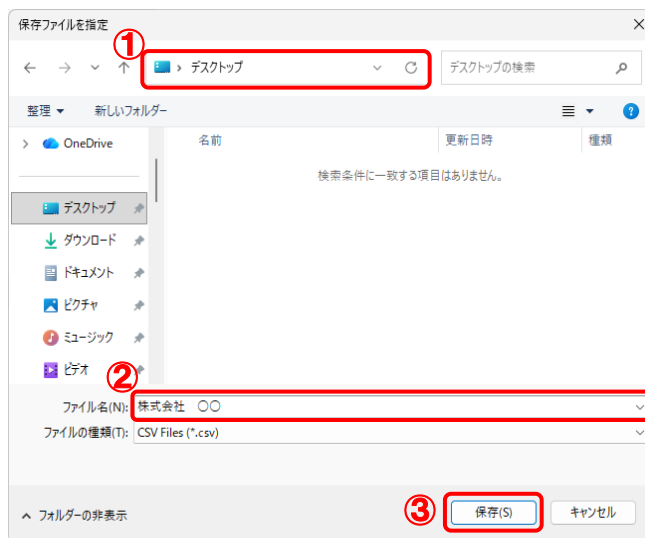 保存ファイルを指定
①
デスクトップ
デスクトップの検索
整理 新しいフォルダー
OneDrive
名前 更新日時 種類
検索条件に一致する項目はありません。
デスクトップ
ダウンロード
ドキュメント
ピクチャ
ミュージック
ビデオ
②
ファイル名(N): 株式会社　〇〇
ファイルの種類(T): CSV Files (*.csv)
フォルダーの非表示 ③ 保存(S) キャンセル